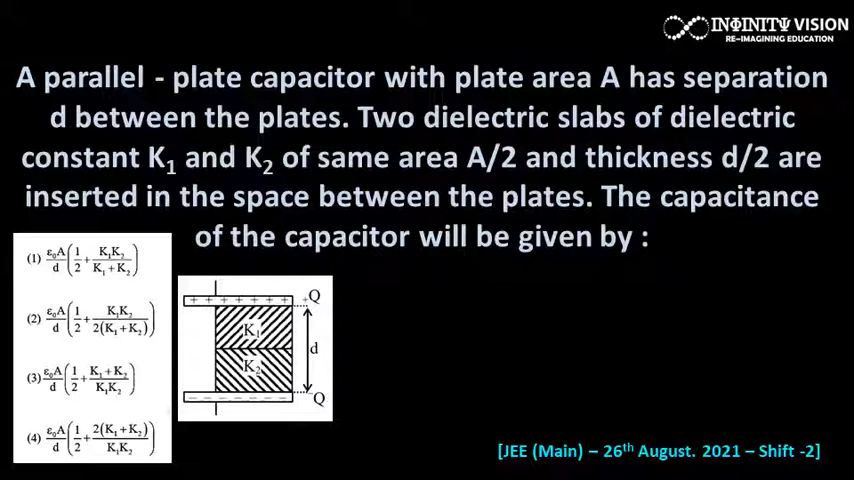 INΦINITΨ VISION
RE-IMAGINING EDUCATION
A parallel - plate capacitor with plate area A has separation
d between the plates. Two dielectric slabs of dielectric
constant K₁ and K₂ of same area A/2 and thickness d/2 are
inserted in the space between the plates. The capacitance
of the capacitor will be given by :
(1) ε₀A/d (1/2 + K₁K₂/(K₁ + K₂))
(2) ε₀A/d (1/2 + K₁K₂/2(K₁ + K₂))
(3) ε₀A/d (1/2 + (K₁ + K₂)/K₁K₂)
(4) ε₀A/d (1/2 + 2(K₁ + K₂)/K₁K₂)
+ + + + + + +Q
K₁
d
K₂
- - - - - - - -Q
[JEE (Main) – 26th August. 2021 – Shift -2]